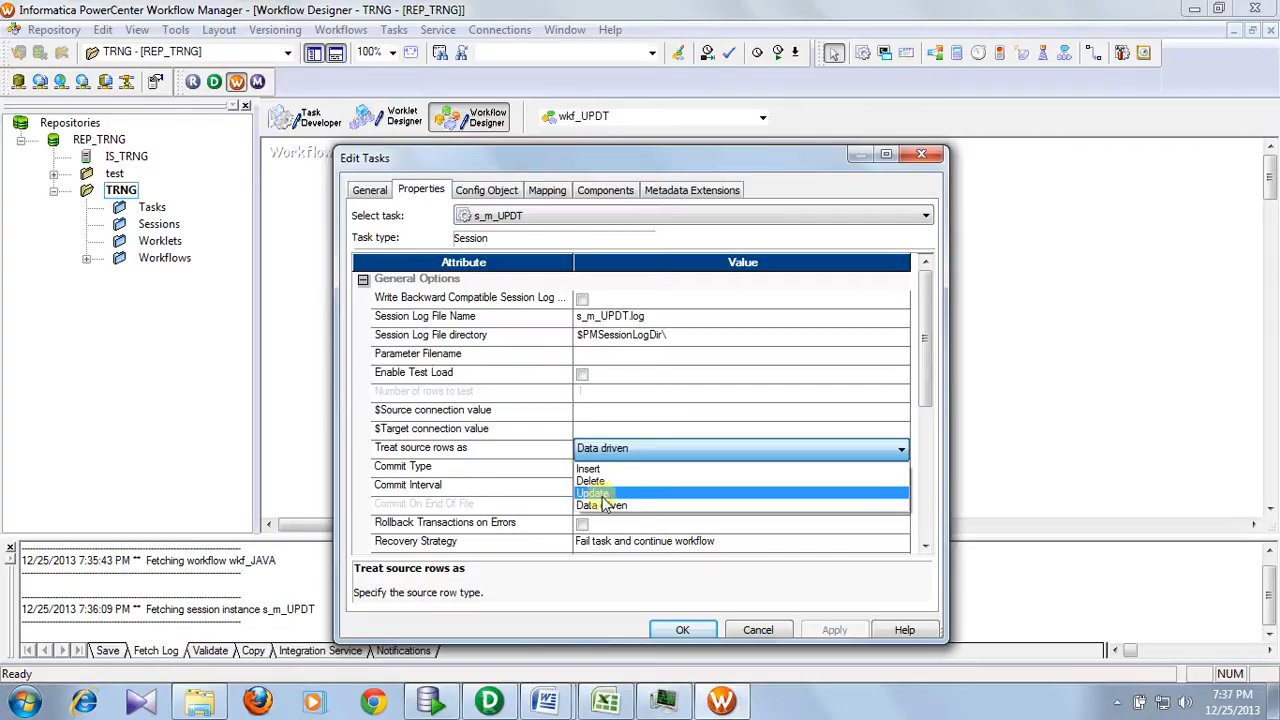 Informatica PowerCenter Workflow Manager - [Workflow Designer - TRNG - [REP_TRNG]]
Repository Edit View Tools Layout Versioning Workflows Tasks Service Connections Window Help
TRNG - [REP_TRNG] 100%
R D W M
Repositories
REP_TRNG
IS_TRNG
test
TRNG
Tasks
Sessions
Worklets
Workflows
Task Developer
Worklet Designer
Workflow Designer
wkf_UPDT
Workflow
Edit Tasks
General Properties Config Object Mapping Components Metadata Extensions
Select task: s_m_UPDT
Task type: Session
Attribute Value
General Options
Write Backward Compatible Session Log ...
Session Log File Name s_m_UPDT.log
Session Log File directory $PMSessionLogDir\
Parameter Filename
Enable Test Load
Number of rows to test 1
$Source connection value
$Target connection value
Treat source rows as Data driven
Commit Type Insert
Delete
Commit Interval Update
Commit On End Of File Data driven
Rollback Transactions on Errors
Recovery Strategy Fail task and continue workflow
Treat source rows as
Specify the source row type.
OK Cancel Apply Help
12/25/2013 7:35:43 PM ** Fetching workflow wkf_JAVA
12/25/2013 7:36:09 PM ** Fetching session instance s_m_UPDT
Save Fetch Log Validate Copy Integration Service Notifications
Ready NUM
7:37 PM
12/25/2013